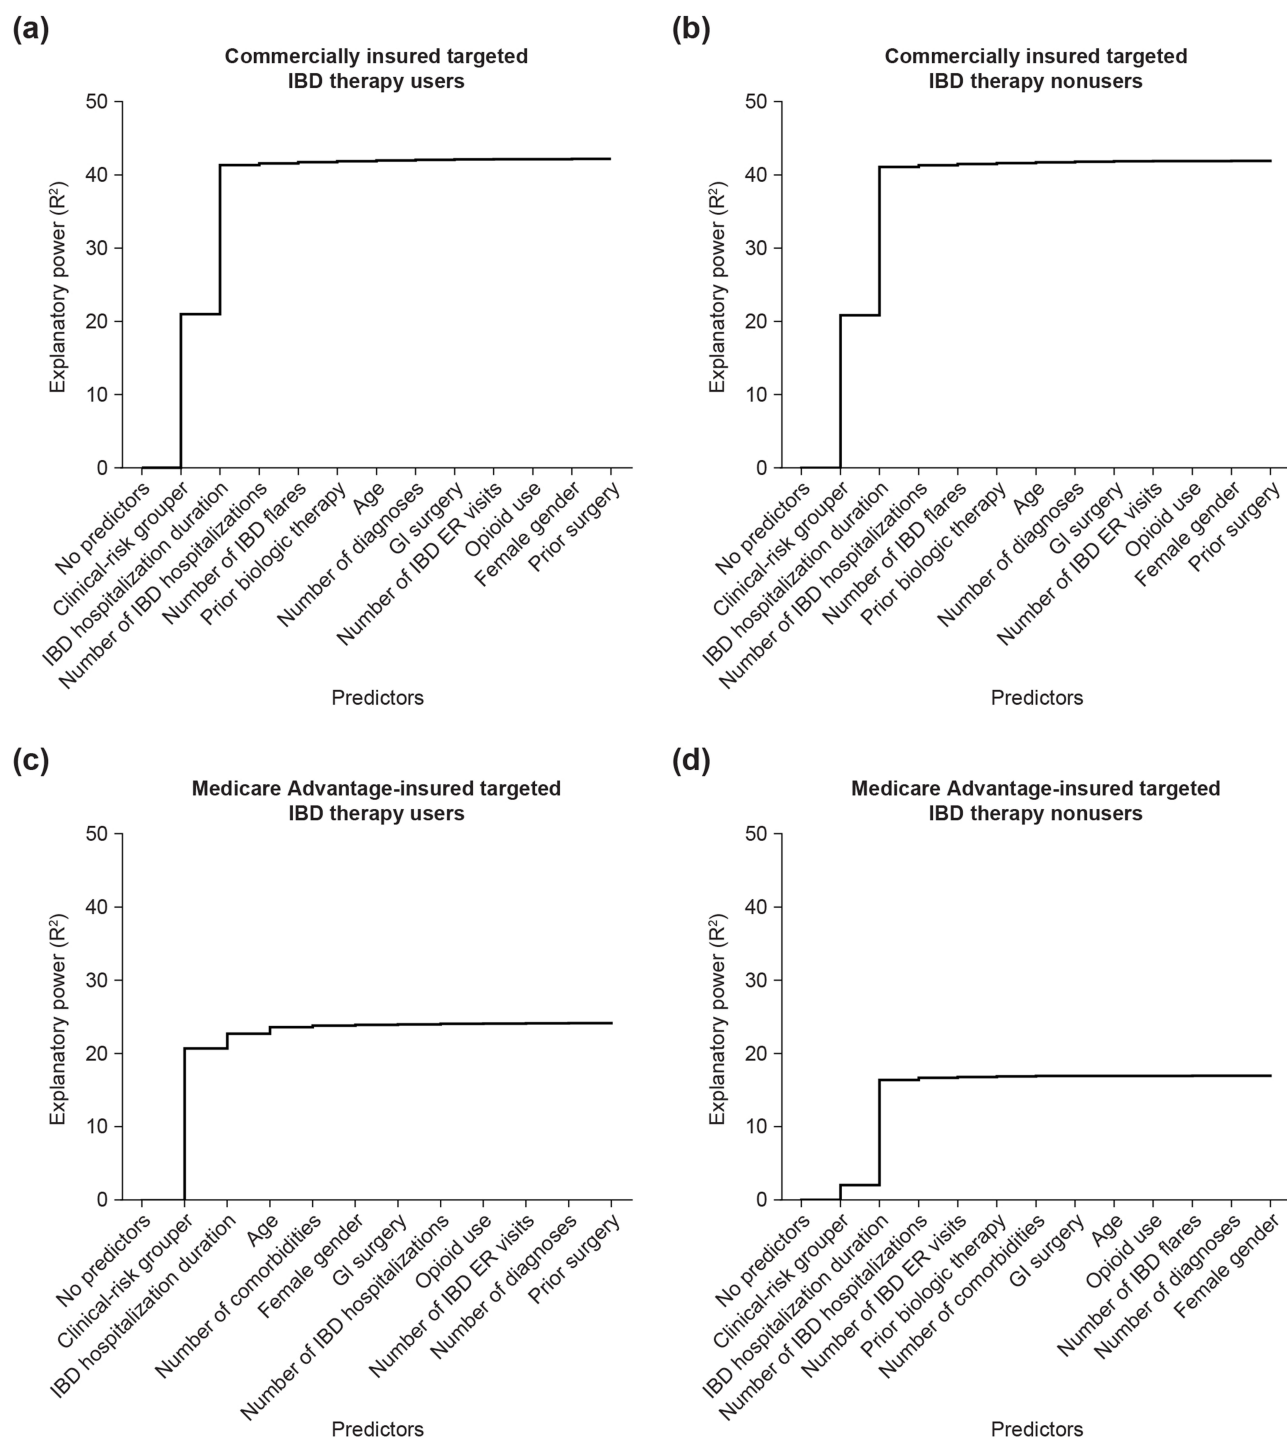 (a)
Commercially insured targeted
IBD therapy users
Explanatory power (R²)
50
40
30
20
10
0
No predictors
Clinical-risk grouper
IBD hospitalization duration
Number of IBD hospitalizations
Number of IBD flares
Prior biologic therapy
Age
Number of diagnoses
GI surgery
Number of IBD ER visits
Opioid use
Female gender
Prior surgery
Predictors
(b)
Commercially insured targeted
IBD therapy nonusers
Explanatory power (R²)
50
40
30
20
10
0
No predictors
Clinical-risk grouper
IBD hospitalization duration
Number of IBD hospitalizations
Number of IBD flares
Prior biologic therapy
Age
Number of diagnoses
GI surgery
Number of IBD ER visits
Opioid use
Female gender
Prior surgery
Predictors
(c)
Medicare Advantage-insured targeted
IBD therapy users
Explanatory power (R²)
50
40
30
20
10
0
No predictors
Clinical-risk grouper
IBD hospitalization duration
Age
Number of comorbidities
Female gender
GI surgery
Number of IBD hospitalizations
Opioid use
Number of IBD ER visits
Number of diagnoses
Prior surgery
Predictors
(d)
Medicare Advantage-insured targeted
IBD therapy nonusers
Explanatory power (R²)
50
40
30
20
10
0
No predictors
Clinical-risk grouper
IBD hospitalization duration
Number of IBD hospitalizations
Number of IBD ER visits
Prior biologic therapy
Number of comorbidities
GI surgery
Age
Opioid use
Number of IBD flares
Number of diagnoses
Female gender
Predictors